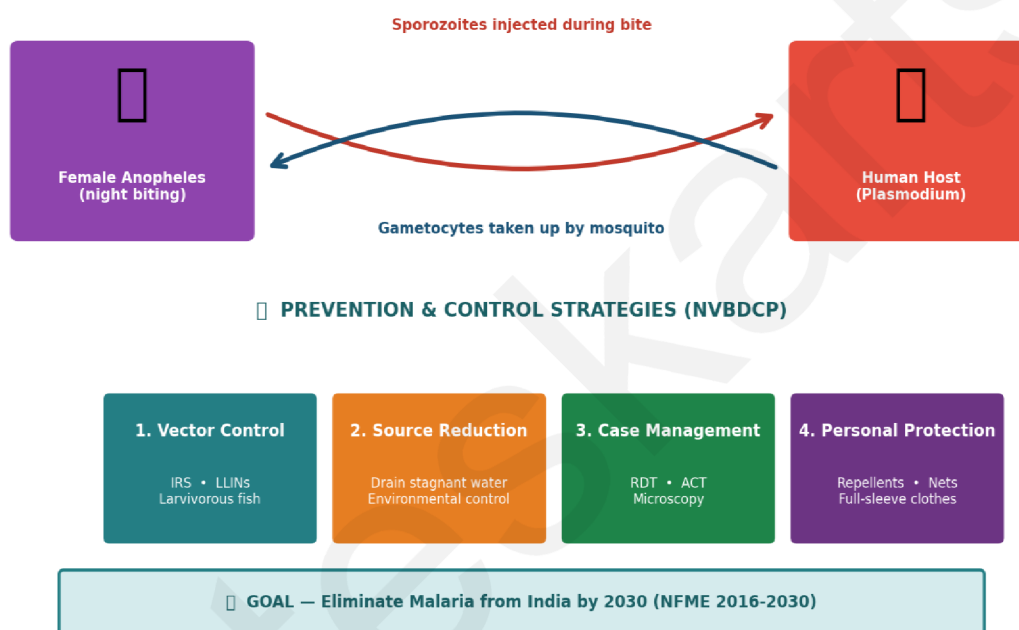 Sporozoites injected during bite
Female Anopheles
(night biting)
Human Host
(Plasmodium)
Gametocytes taken up by mosquito
PREVENTION & CONTROL STRATEGIES (NVBDCP)
1. Vector Control
IRS • LLINs
Larvivorous fish
2. Source Reduction
Drain stagnant water
Environmental control
3. Case Management
RDT • ACT
Microscopy
4. Personal Protection
Repellents • Nets
Full-sleeve clothes
GOAL — Eliminate Malaria from India by 2030 (NFME 2016-2030)